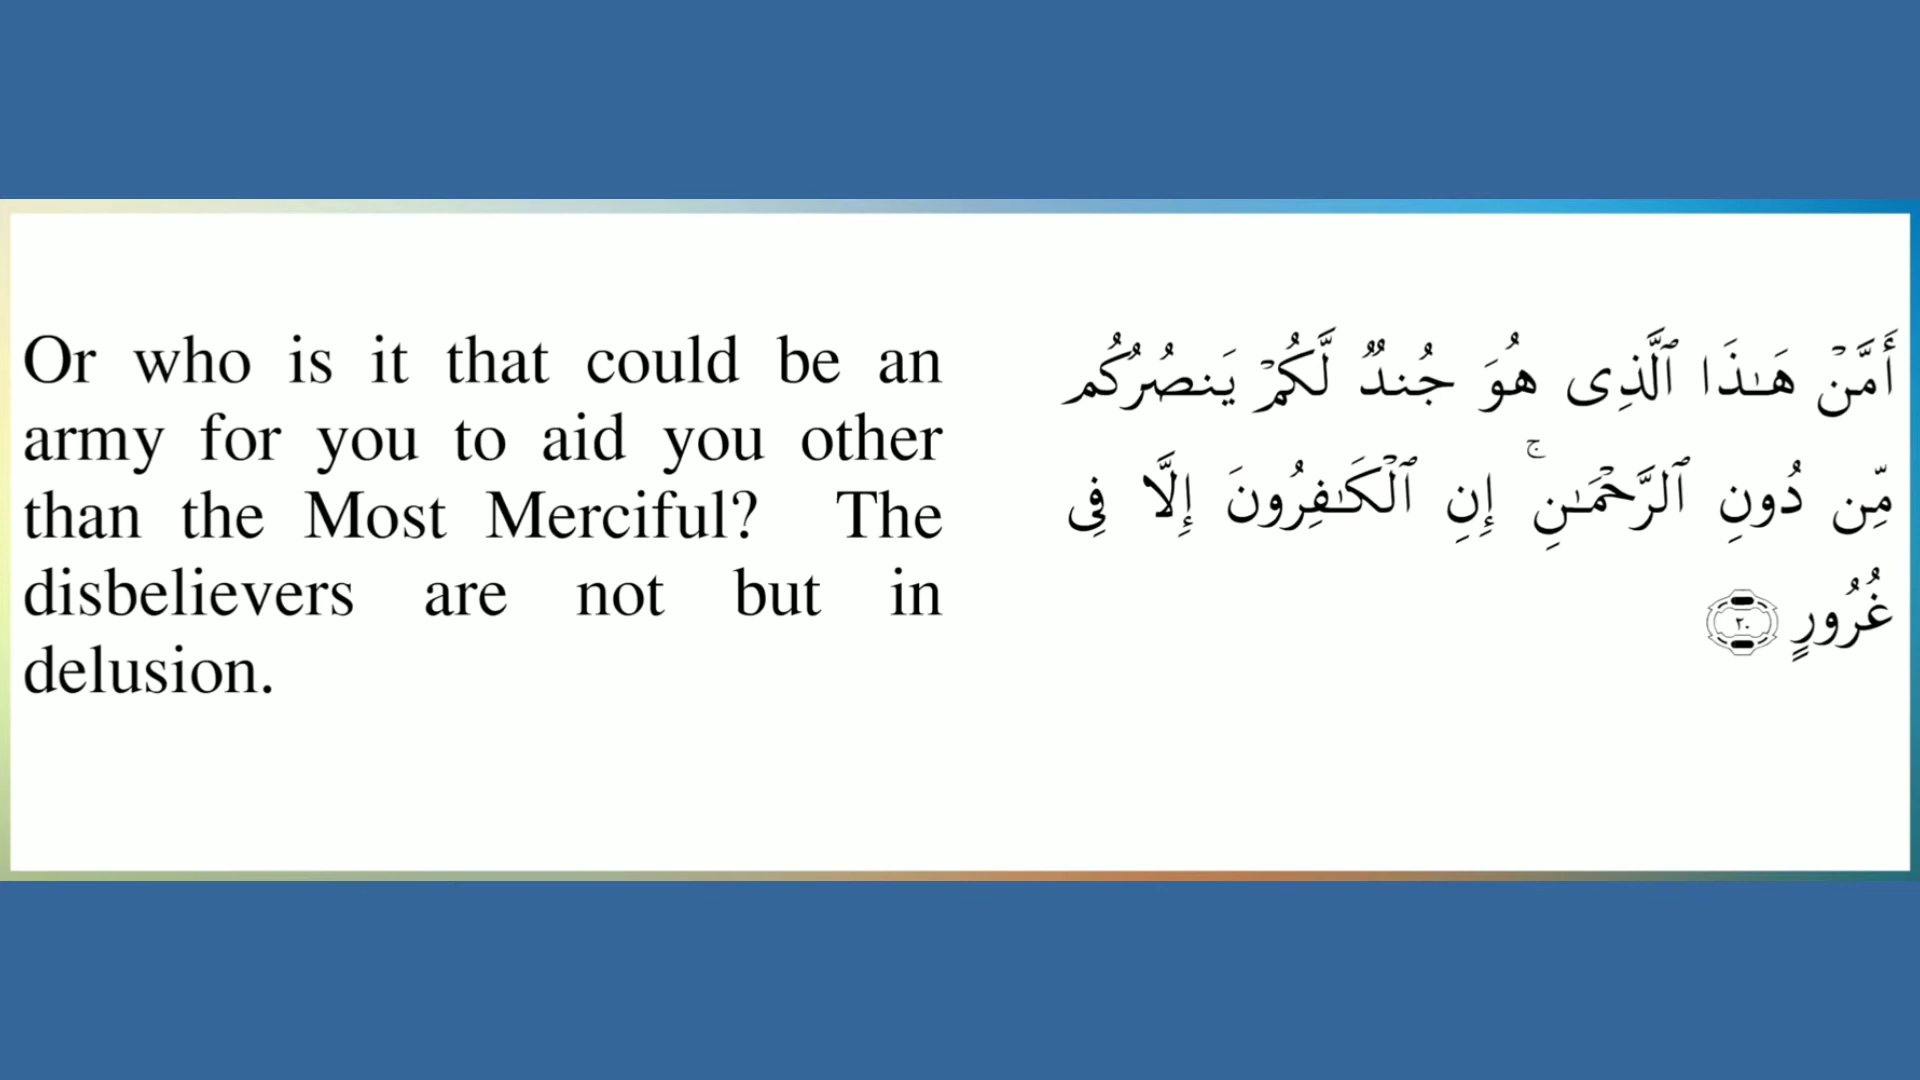 Or who is it that could be an
army for you to aid you other
than the Most Merciful? The
disbelievers are not but in
delusion.
أَمَّنۡ هَـٰذَا ٱلَّذِى هُوَ جُندٌ لَّكُمۡ يَنصُرُكُم
مِّن دُونِ ٱلرَّحۡمَـٰنِ ۚ إِنِ ٱلۡكَـٰفِرُونَ إِلَّا فِى
غُرُورٍ ٢٠